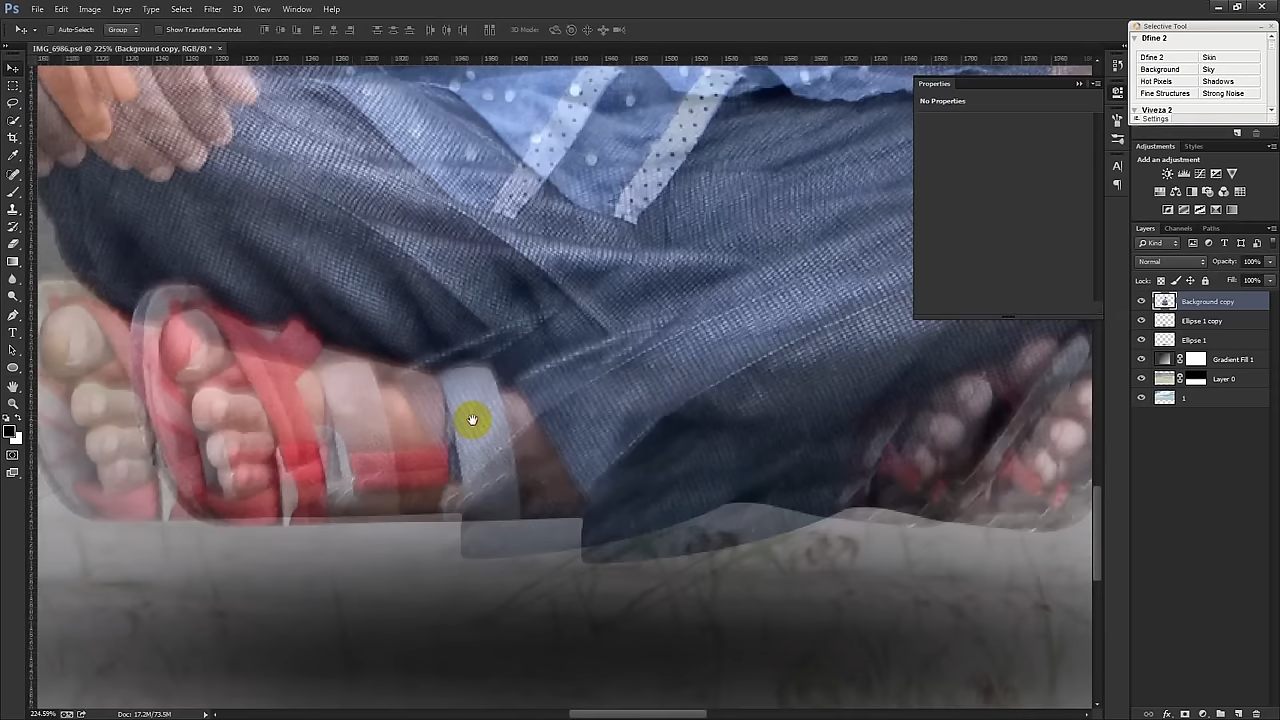 Ps File Edit Image Layer Type Select Filter 3D View Window Help
Auto-Select: Group Show Transform Controls 3D Mode:
IMG_6986.psd @ 225% (Background copy, RGB/8) * ×
Selective Tool
Dfine 2
Dfine 2 Skin
Background Sky
Hot Pixels Shadows
Fine Structures Strong Noise
Viveza 2
Settings
Properties
No Properties
Adjustments Styles
Add an adjustment
Layers Channels Paths
Kind
Normal Opacity: 100%
Lock: Fill: 100%
Background copy
Ellipse 1 copy
Ellipse 1
Gradient Fill 1
Layer 0
1
224.59% Doc: 17.2M/73.5M